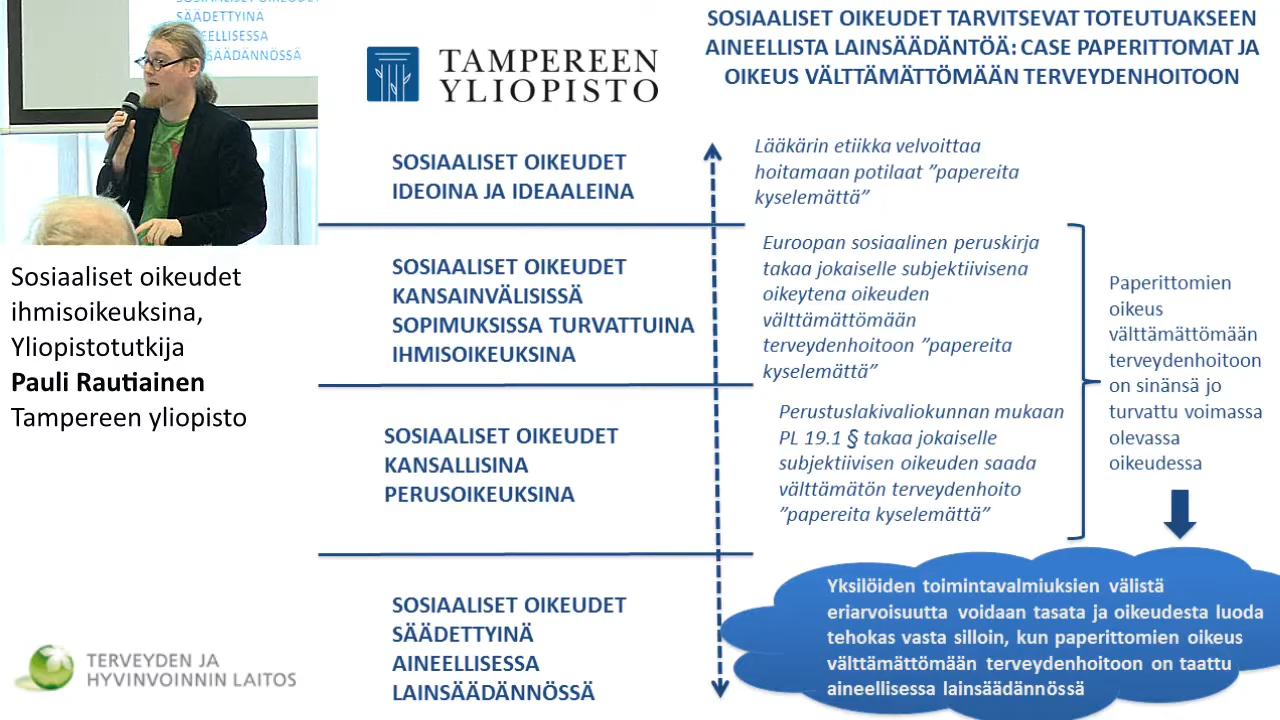 SÄÄDETTYINÄ
SOSIAALISET OIKEUDET TARVITSEVAT TOTEUTUAKSEEN
AINEELLISTA LAINSÄÄDÄNTÖÄ: CASE PAPERITTOMAT JA
OIKEUS VÄLTTÄMÄTTÖMÄÄN TERVEYDENHOITOON
TAMPEREEN
YLIOPISTO
SOSIAALISET OIKEUDET
IDEOINA JA IDEAALEINA
Lääkärin etiikka velvoittaa
hoitamaan potilaat ”papereita
kyselemättä”
SOSIAALISET OIKEUDET
KANSAINVÄLISISSÄ
SOPIMUKSISSA TURVATTUINA
IHMISOIKEUKSINA
Euroopan sosiaalinen peruskirja
takaa jokaiselle subjektiivisena
oikeytena oikeuden
välttämättömään
terveydenhoitoon ”papereita
kyselemättä”
SOSIAALISET OIKEUDET
KANSALLISINA
PERUSOIKEUKSINA
Perustuslakivaliokunnan mukaan
PL 19.1 § takaa jokaiselle
subjektiivisen oikeuden saada
välttämätön terveydenhoito
”papereita kyselemättä”
Paperittomien
oikeus
välttämättömään
terveydenhoitoon
on sinänsä jo
turvattu voimassa
olevassa
oikeudessa
SOSIAALISET OIKEUDET
SÄÄDETTYINÄ
AINEELLISESSA
LAINSÄÄDÄNNÖSSÄ
Yksilöiden toimintavalmiuksien välistä
eriarvoisuutta voidaan tasata ja oikeudesta luoda
tehokas vasta silloin, kun paperittomien oikeus
välttämättömään terveydenhoitoon on taattu
aineellisessa lainsäädännössä
Sosiaaliset oikeudet
ihmisoikeuksina,
Yliopistotutkija
Pauli Rautiainen
Tampereen yliopisto
TERVEYDEN JA
HYVINVOINNIN LAITOS